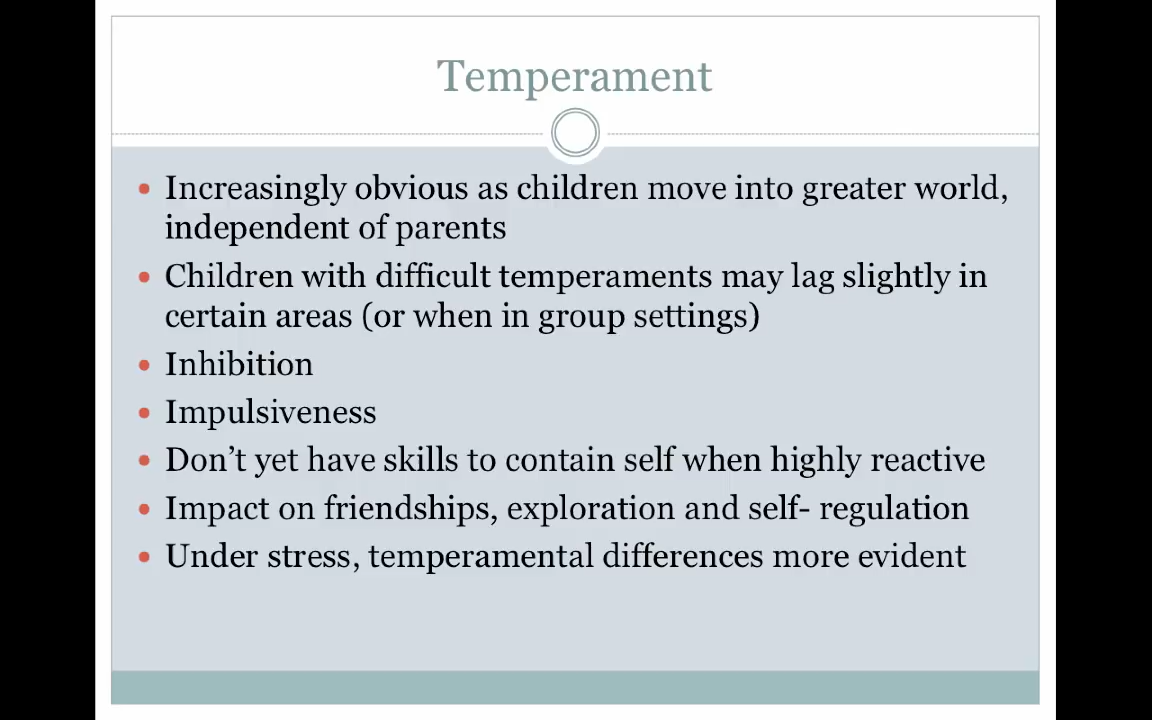 Temperament
• Increasingly obvious as children move into greater world,
independent of parents
• Children with difficult temperaments may lag slightly in
certain areas (or when in group settings)
• Inhibition
• Impulsiveness
• Don’t yet have skills to contain self when highly reactive
• Impact on friendships, exploration and self- regulation
• Under stress, temperamental differences more evident